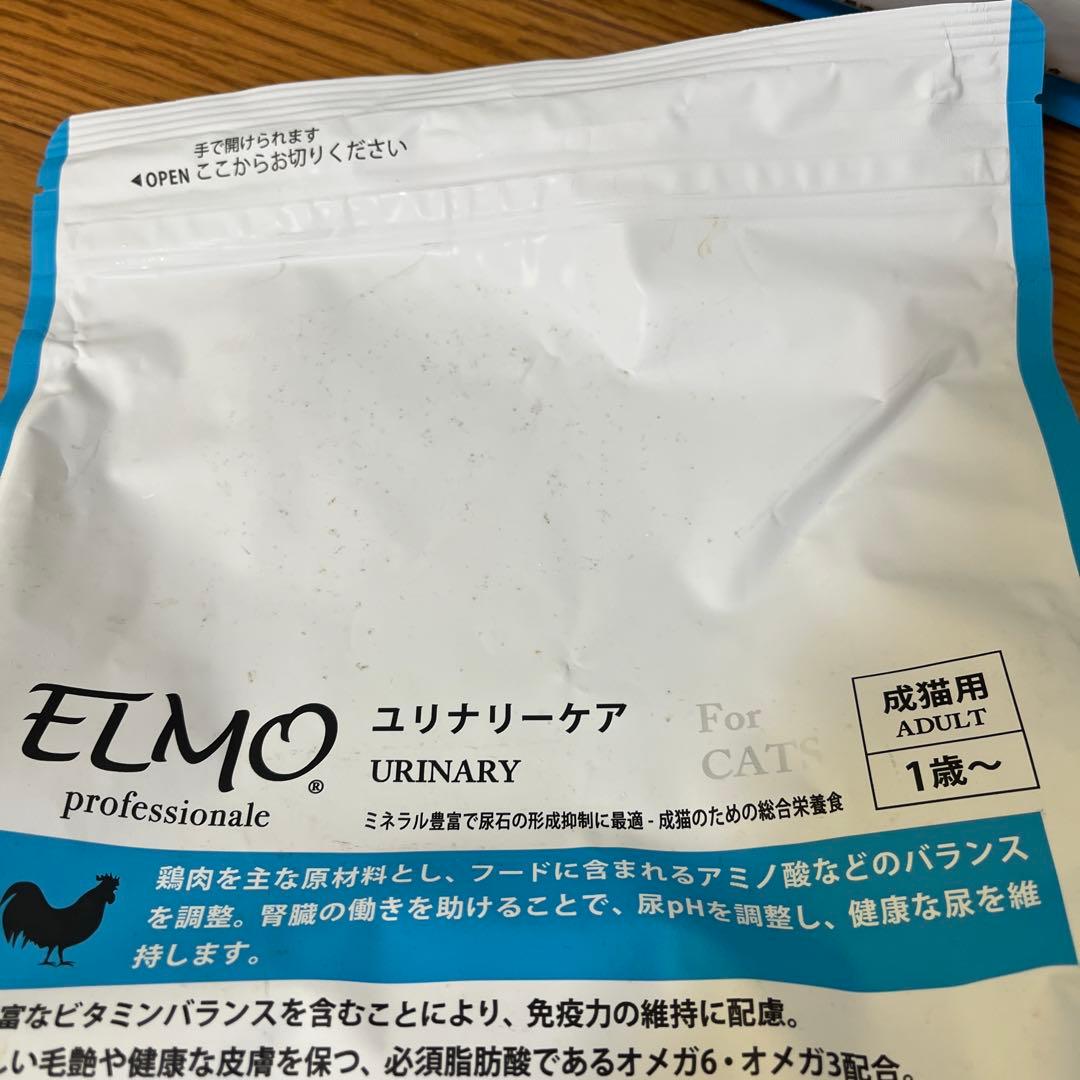 手で開けられます
◀OPEN ここからお切りください
ELMO®
professionale
ユリナリーケア
URINARY
For
CATS
成猫用
ADULT
1歳～
ミネラル豊富で尿石の形成抑制に最適 - 成猫のための総合栄養食
鶏肉を主な原材料とし、フードに含まれるアミノ酸などのバランス
を調整。腎臓の働きを助けることで、尿pHを調整し、健康な尿を維
持します。
富なビタミンバランスを含むことにより、免疫力の維持に配慮。
しい毛艶や健康な皮膚を保つ、必須脂肪酸であるオメガ6・オメガ3配合。